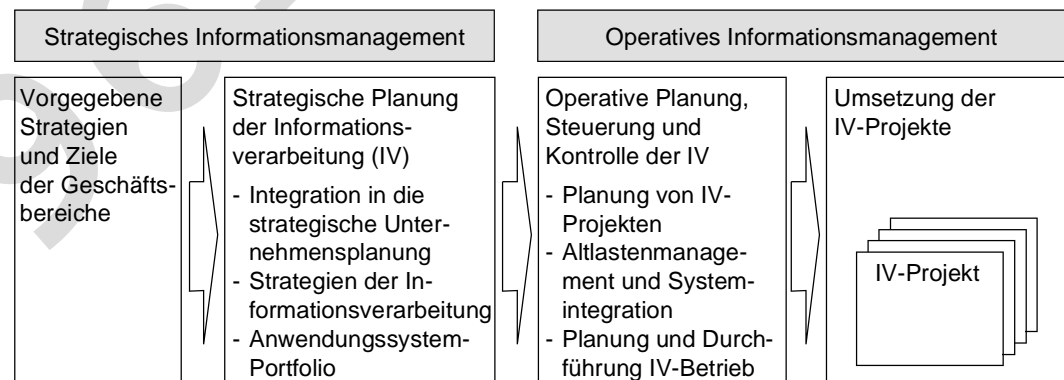 Strategisches Informationsmanagement
Operatives Informationsmanagement
Vorgegebene
Strategien
und Ziele
der Geschäfts-
bereiche
Strategische Planung
der Informations-
verarbeitung (IV)
- Integration in die
strategische Unter-
nehmensplanung
- Strategien der In-
formationsverarbeitung
- Anwendungssystem-
Portfolio
Operative Planung,
Steuerung und
Kontrolle der IV
- Planung von IV-
Projekten
- Altlastenmanage-
ment und System-
integration
- Planung und Durch-
führung IV-Betrieb
Umsetzung der
IV-Projekte
IV-Projekt